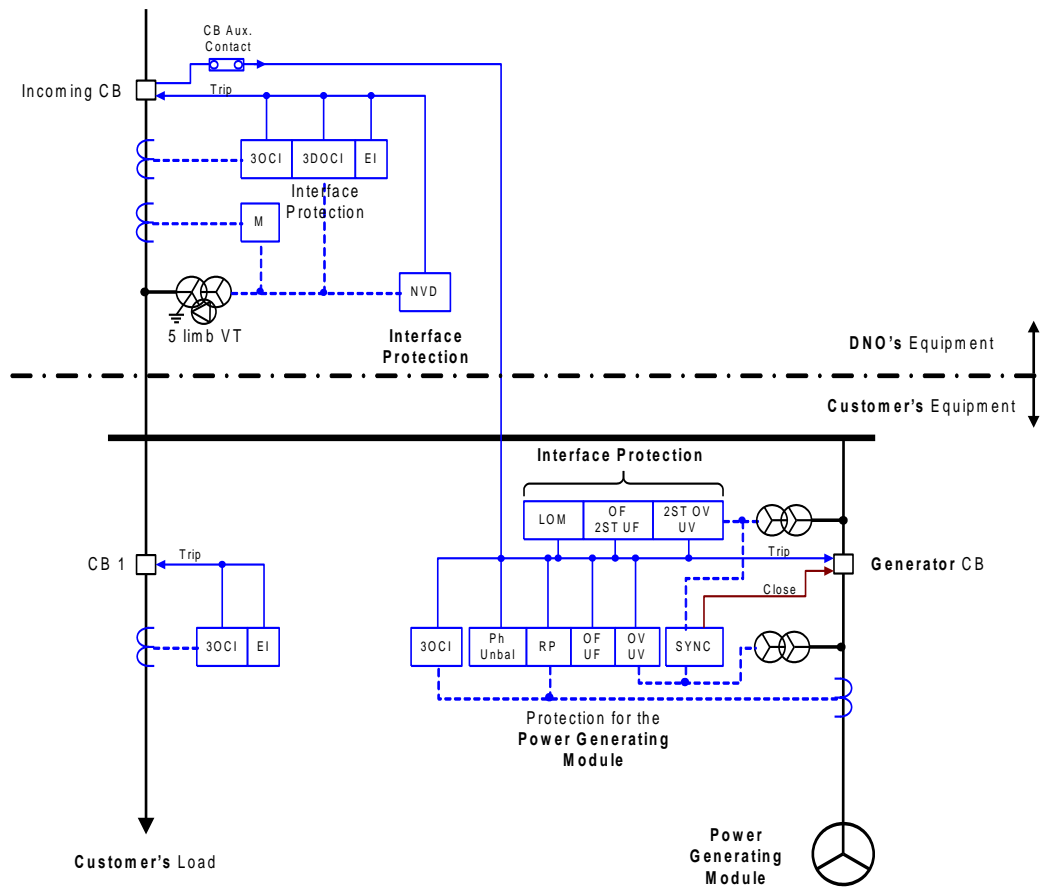 CB Aux.
Contact
Incoming CB
Trip
3OCI
3DOCI
EI
Interface
Protection
M
NVD
5 limb VT
Interface
Protection
DNO's Equipment
Customer's Equipment
Interface Protection
LOM
OF
2ST UF
2ST OV
UV
CB 1
Trip
Trip
Generator CB
Close
3OCI
EI
3OCI
Ph
Unbal
RP
OF
UF
OV
UV
SYNC
Protection for the
Power Generating
Module
Customer's Load
Power
Generating
Module